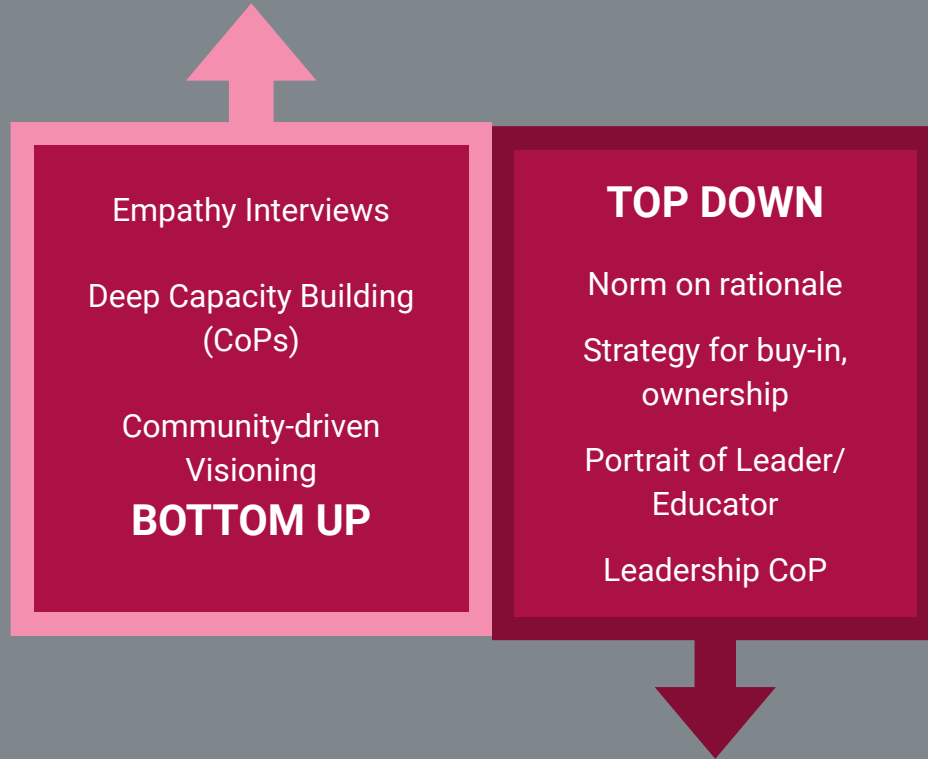 Empathy Interviews
Deep Capacity Building
(CoPs)
Community-driven
Visioning
BOTTOM UP
TOP DOWN
Norm on rationale
Strategy for buy-in,
ownership
Portrait of Leader/
Educator
Leadership CoP